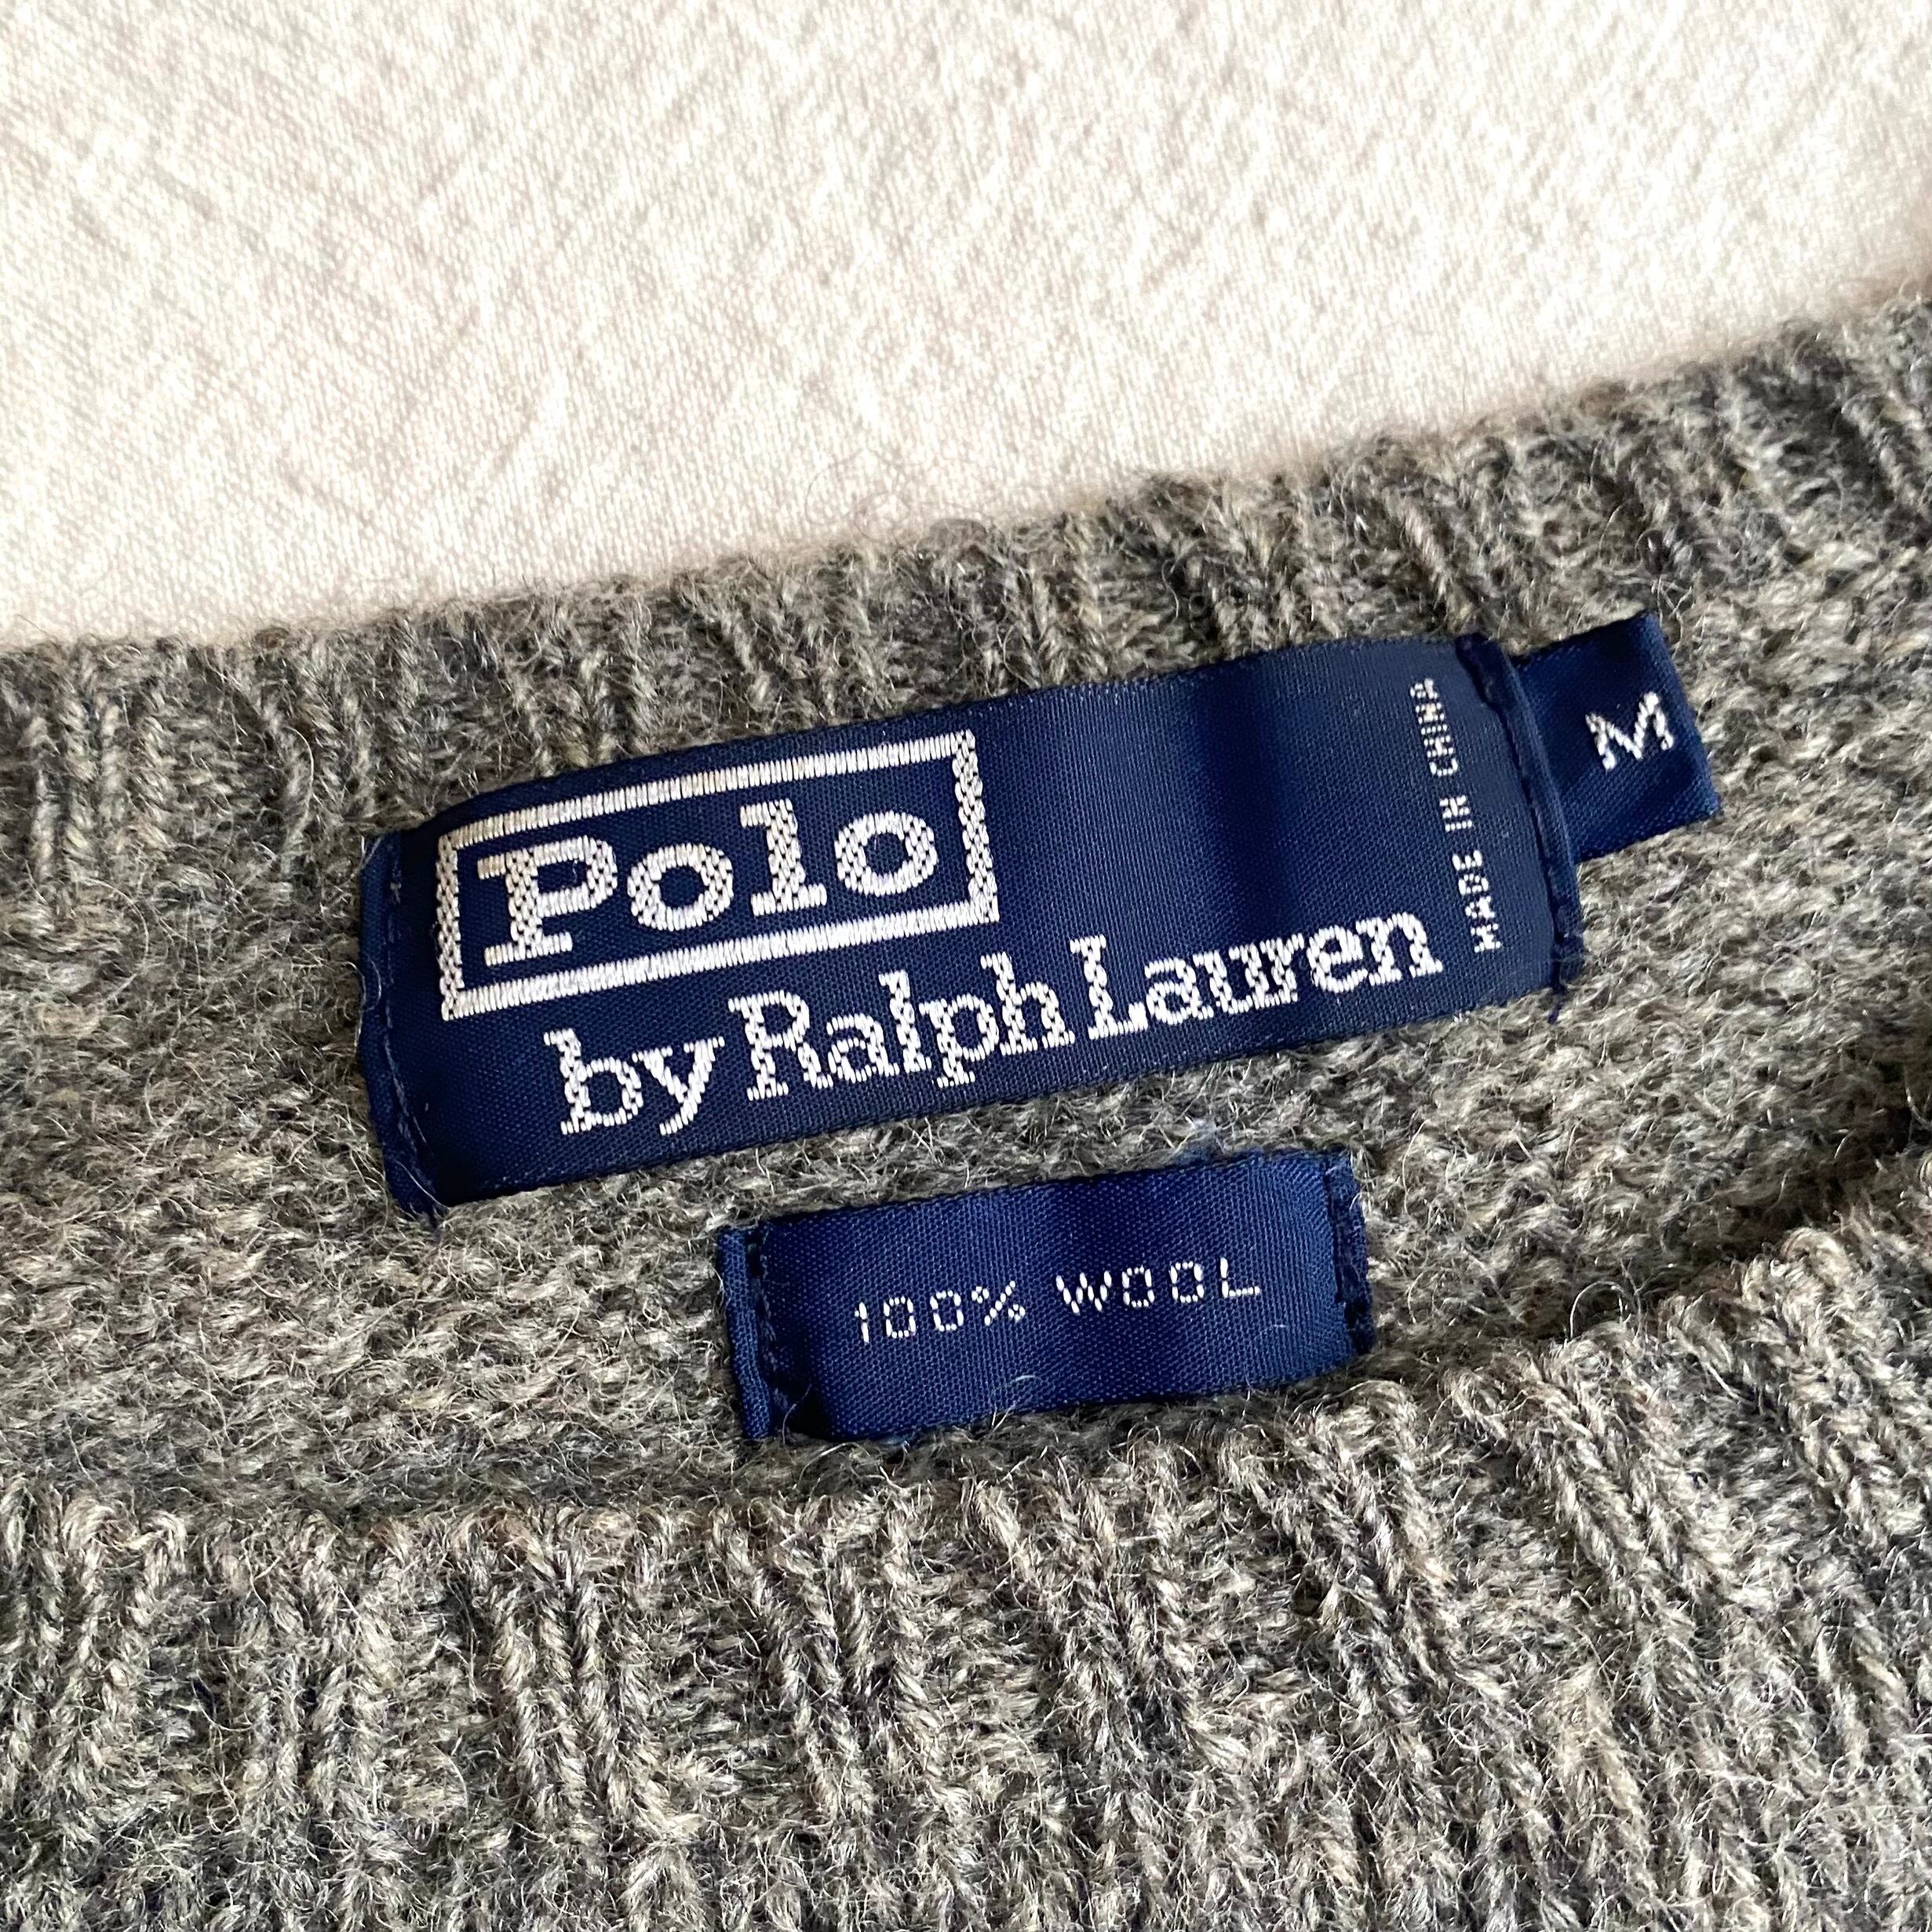 Polo
by Ralph Lauren
MADE IN CHINA
M
100% WOOL